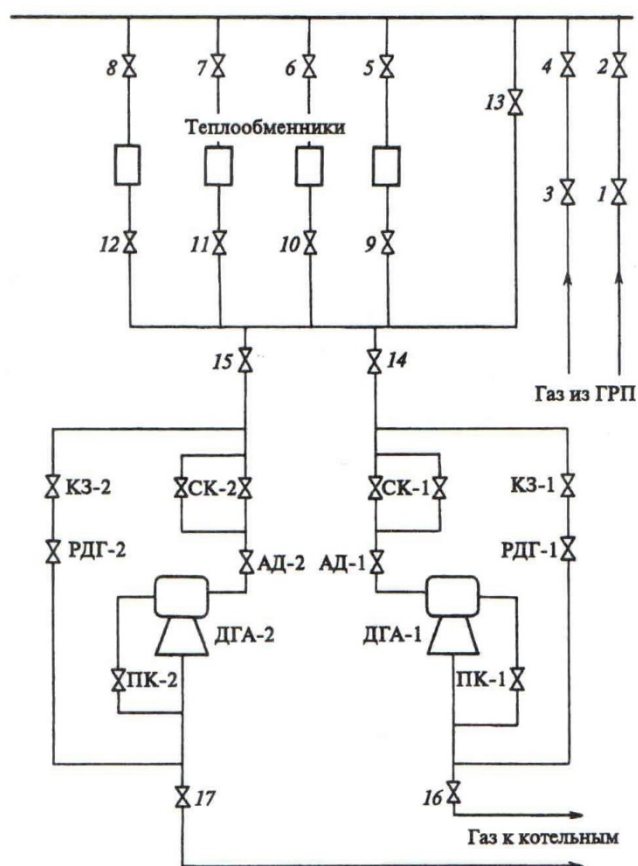 8 7 6 5 4 2
13
Теплообменники
3 1
12 11 10 9
15 14
Газ из ГРП
КЗ-2 СК-2 СК-1 КЗ-1
РДГ-2 АД-2 АД-1 РДГ-1
ДГА-2 ДГА-1
ПК-2 ПК-1
17 16
Газ к котельным